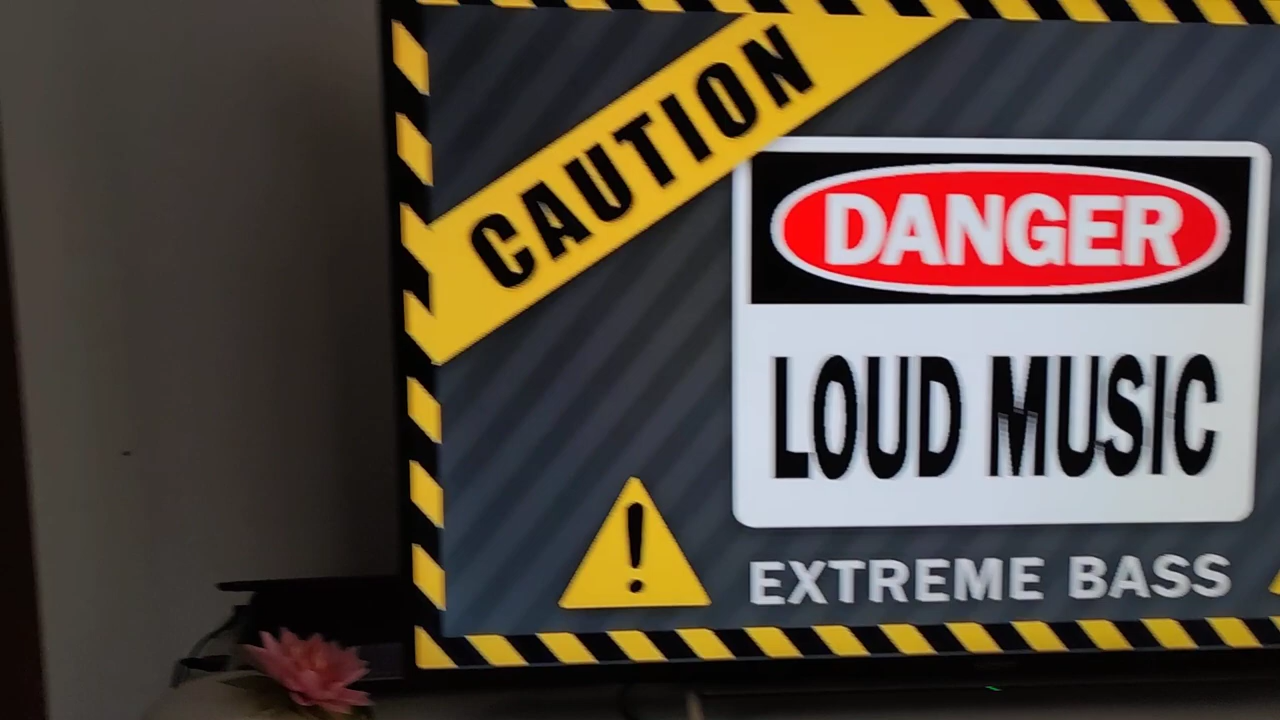 CAUTION
DANGER
LOUD MUSIC
!
EXTREME BASS